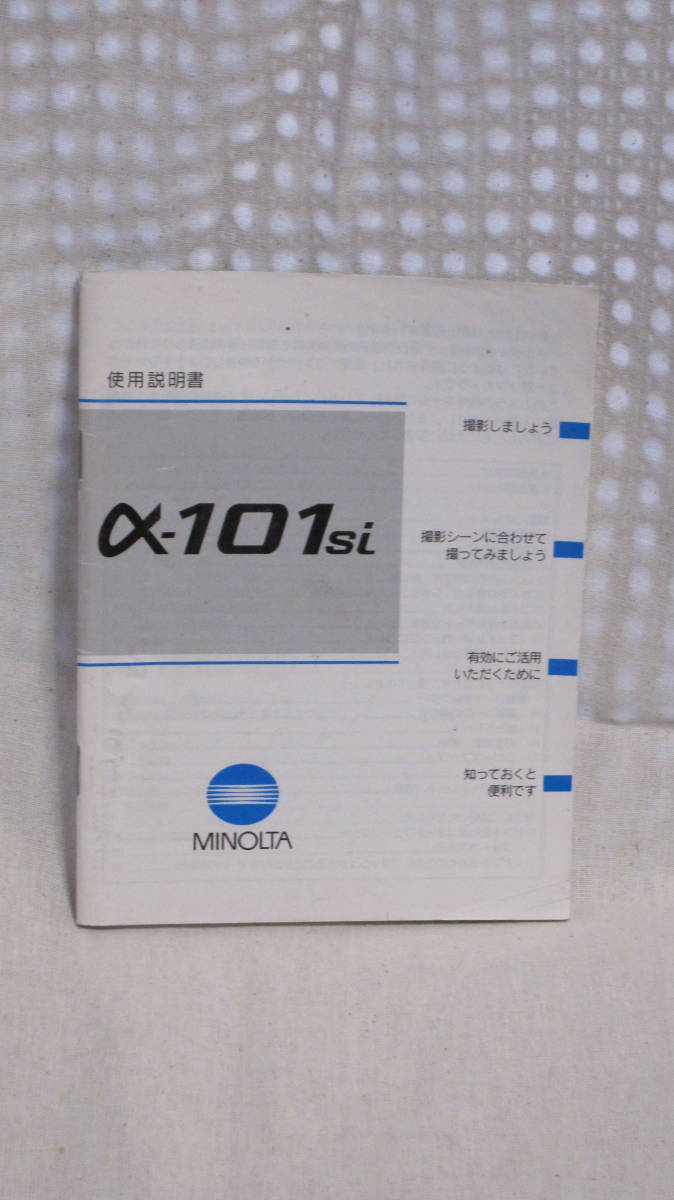 使用説明書
α-101si
撮影しましょう
撮影シーンに合わせて
撮ってみましょう
有効にご活用
いただくために
知っておくと
便利です
MINOLTA